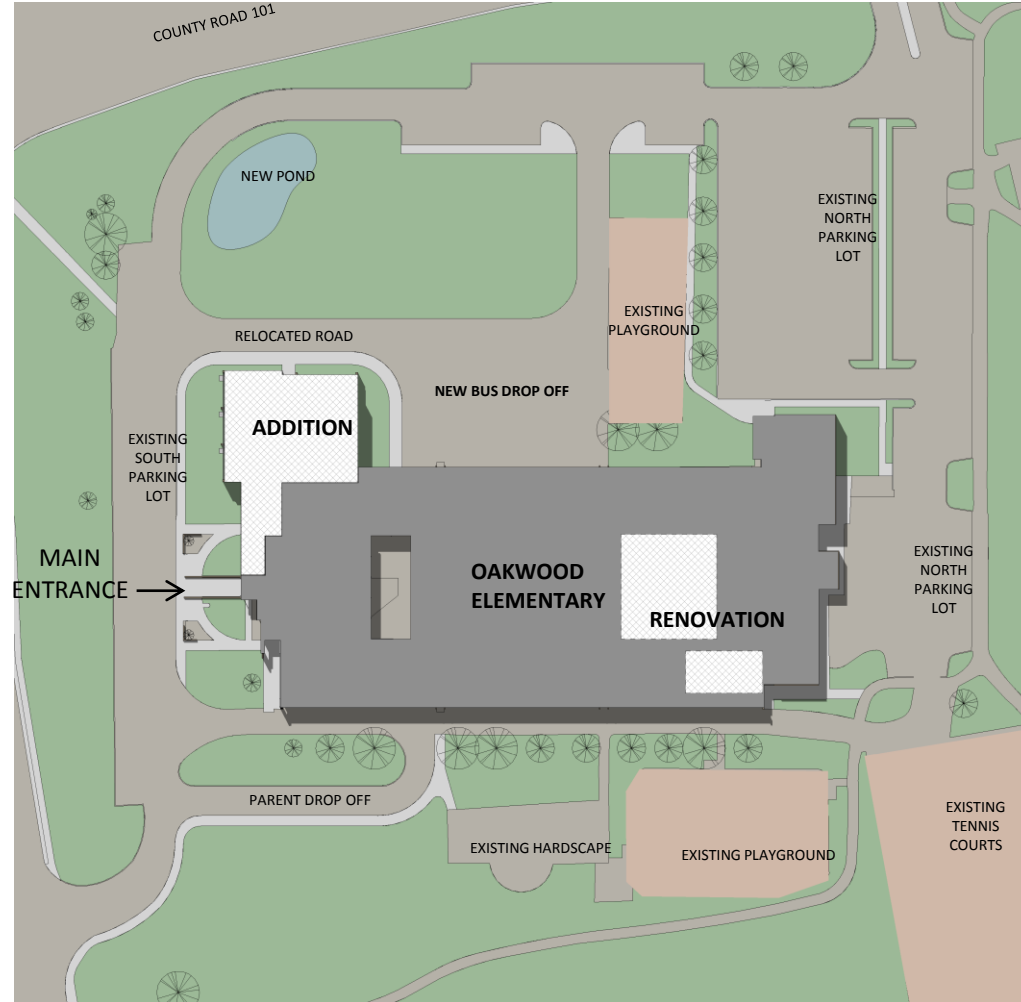 COUNTY ROAD 101
NEW POND
EXISTING
NORTH
PARKING
LOT
EXISTING
PLAYGROUND
RELOCATED ROAD
NEW BUS DROP OFF
ADDITION
EXISTING
SOUTH
PARKING
LOT
MAIN
ENTRANCE
OAKWOOD
ELEMENTARY
RENOVATION
EXISTING
NORTH
PARKING
LOT
PARENT DROP OFF
EXISTING HARDSCAPE
EXISTING PLAYGROUND
EXISTING
TENNIS
COURTS